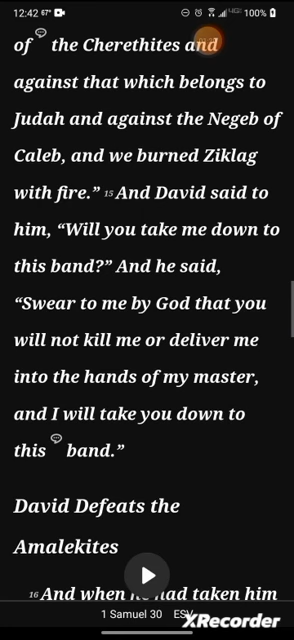 12:42 67° 4G 100%
of the Cherethites and
against that which belongs to
Judah and against the Negeb of
Caleb, and we burned Ziklag
with fire.” 15 And David said to
him, “Will you take me down to
this band?” And he said,
“Swear to me by God that you
will not kill me or deliver me
into the hands of my master,
and I will take you down to
this band.”
David Defeats the
Amalekites
16 And when he had taken him
1 Samuel 30 ESV
XRecorder